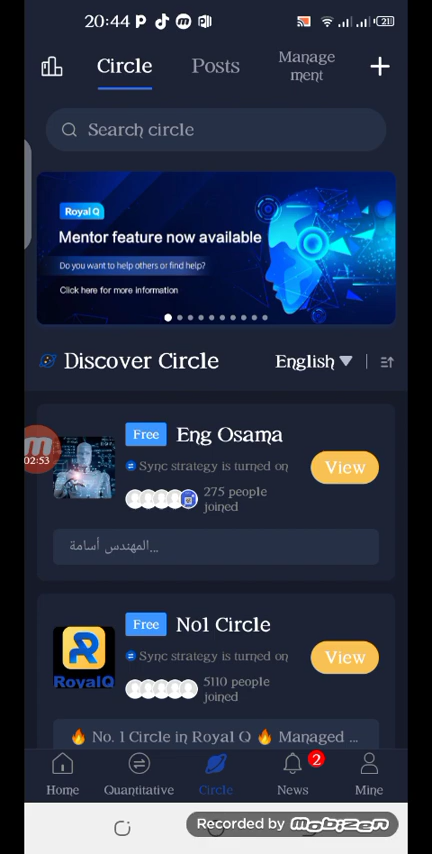 20:44
21
Circle
Posts
Manage
ment
Search circle
Royal Q
Mentor feature now available
Do you want to help others or find help?
Click here for more information
Discover Circle
English
Free
Eng Osama
Sync strategy is turned on
View
275 people
joined
02:53
المهندس أسامة...
Free
No1 Circle
Sync strategy is turned on
View
5110 people
joined
RoyalQ
🔥 No. 1 Circle in Royal Q 🔥 Managed ...
2
Home
Quantitative
Circle
News
Mine
Recorded by mobizen